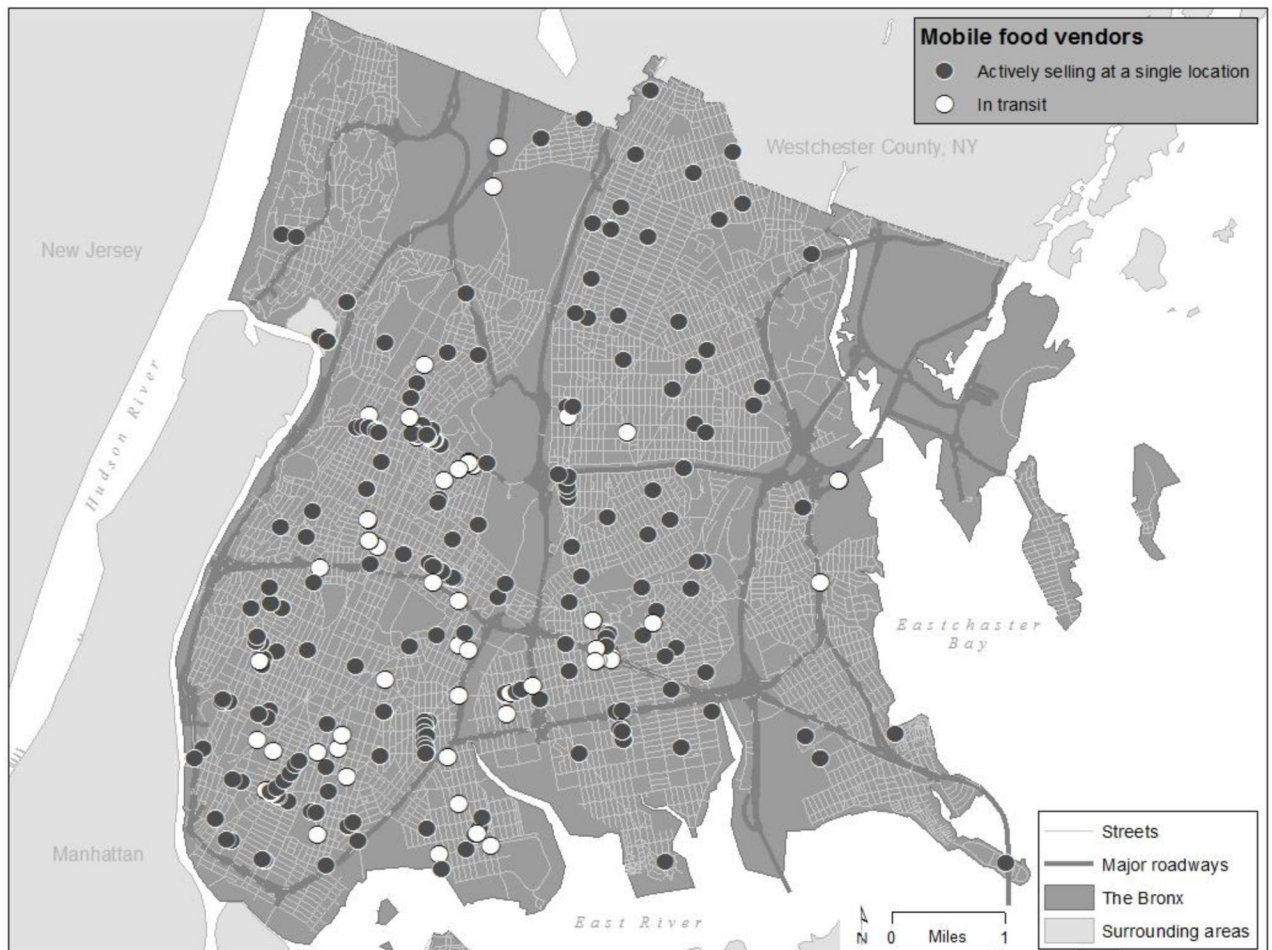 Mobile food vendors
Actively selling at a single location
In transit
Westchester County, NY
New Jersey
Hudson River
Eastchaster
Bay
Manhattan
East River
N 0 Miles 1
Streets
Major roadways
The Bronx
Surrounding areas